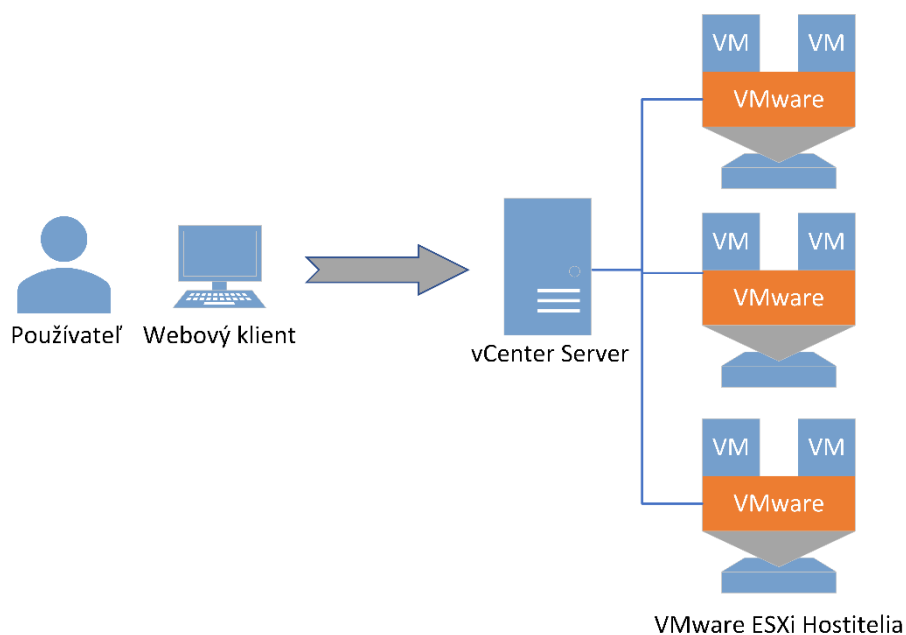 VM VM
VMware
VM VM
VMware
Používateľ Webový klient
vCenter Server
VM VM
VMware
VMware ESXi Hostitelia